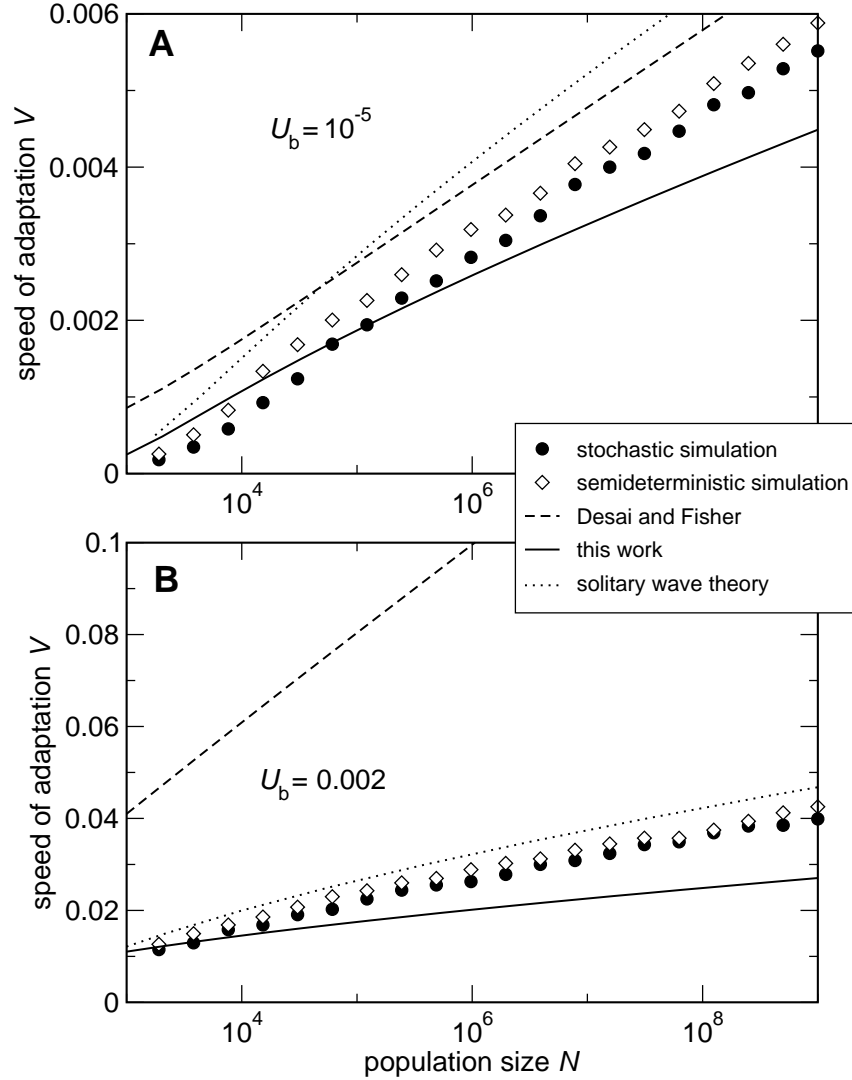 0.006
A
U_b = 10^-5
0.004
speed of adaptation V
0.002
0
10^4
10^6
stochastic simulation
semideterministic simulation
Desai and Fisher
this work
solitary wave theory
0.1
B
0.08
0.06
speed of adaptation V
U_b = 0.002
0.04
0.02
0
10^4
10^6
10^8
population size N